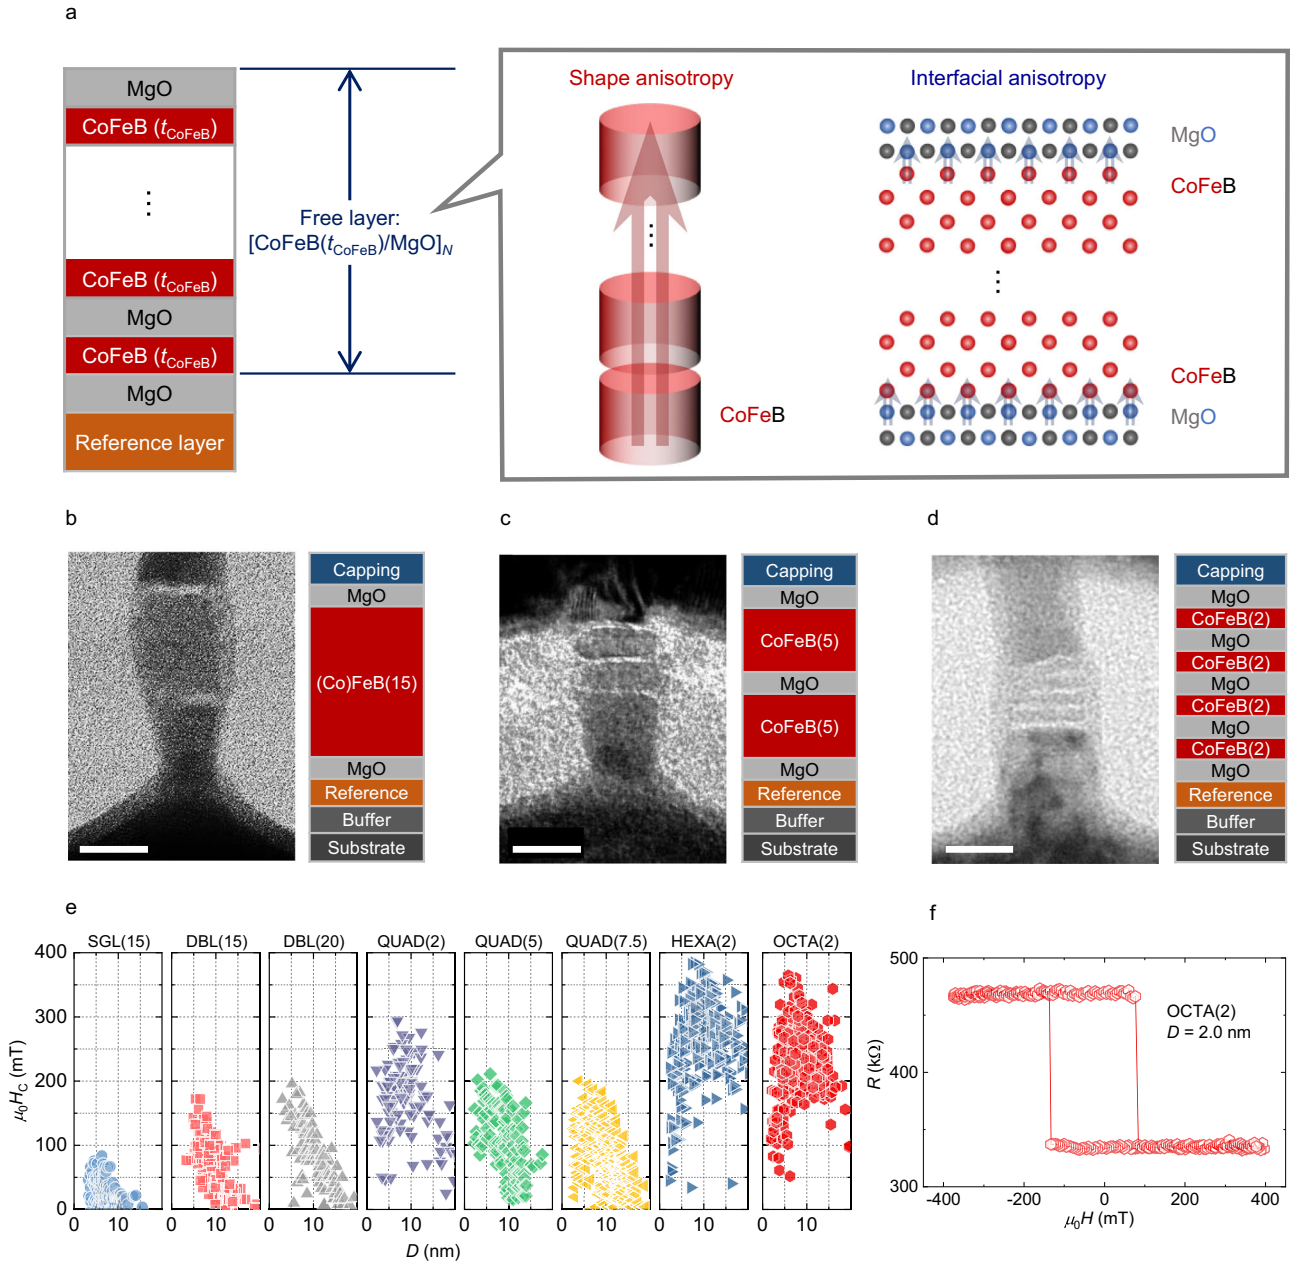 a
MgO
CoFeB (tCoFeB)
⋮
CoFeB (tCoFeB)
MgO
CoFeB (tCoFeB)
MgO
Reference layer
Free layer:
[CoFeB(tCoFeB)/MgO]N
Shape anisotropy
⋮
CoFeB
Interfacial anisotropy
MgO
CoFeB
⋮
CoFeB
MgO
b
Capping
MgO
(Co)FeB(15)
MgO
Reference
Buffer
Substrate
c
Capping
MgO
CoFeB(5)
MgO
CoFeB(5)
MgO
Reference
Buffer
Substrate
d
Capping
MgO
CoFeB(2)
MgO
CoFeB(2)
MgO
CoFeB(2)
MgO
CoFeB(2)
MgO
Reference
Buffer
Substrate
e
SGL(15) DBL(15) DBL(20) QUAD(2) QUAD(5) QUAD(7.5) HEXA(2) OCTA(2)
400
300
200
100
0
μ0HC (mT)
0 10 0 10 0 10 0 10 0 10 0 10 0 10 0 10
D (nm)
f
500
400
300
R (kΩ)
OCTA(2)
D = 2.0 nm
-400 -200 0 200 400
μ0H (mT)